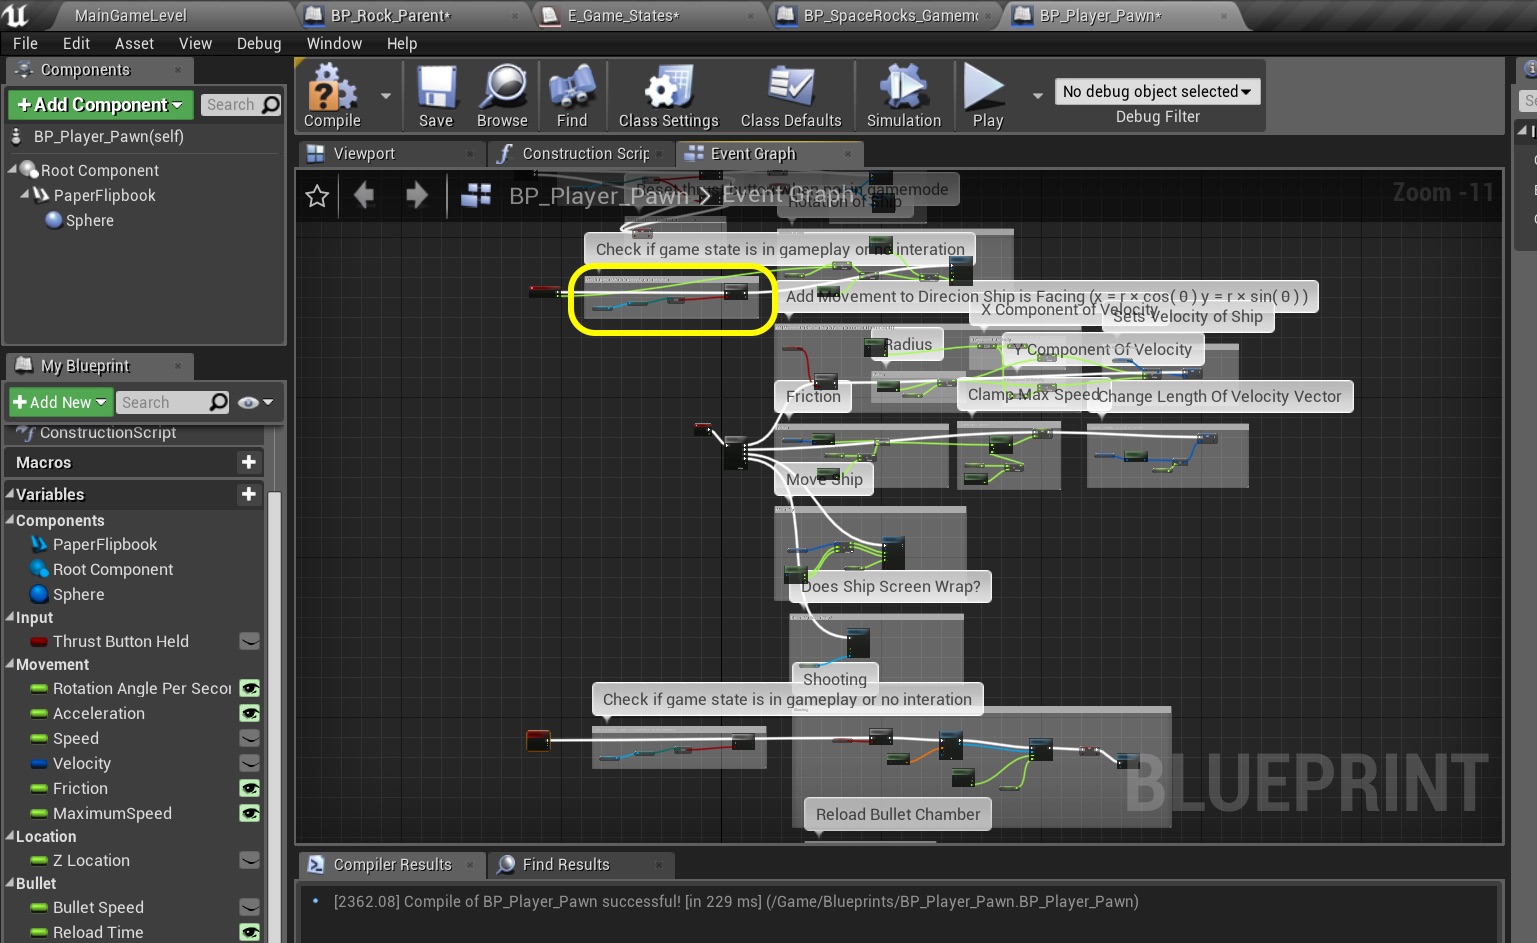 MainGameLevel
BP_Rock_Parent*
E_Game_States*
BP_SpaceRocks_Gamem
BP_Player_Pawn*
File
Edit
Asset
View
Debug
Window
Help
Components
+Add Component
Search
BP_Player_Pawn(self)
Root Component
PaperFlipbook
Sphere
Compile
Save
Browse
Find
Class Settings
Class Defaults
Simulation
Play
No debug object selected
Debug Filter
Viewport
Construction Scrip
Event Graph
BP_Player_Pawn > Event Graph
Zoom -11
Rotation of Ship
Check if game state is in gameplay or no interation
Add Movement to Direcion Ship is Facing (x = r × cos( θ ) y = r × sin( θ ) )
X Component of Velocity
Sets Velocity of Ship
Radius
Y Component Of Velocity
Friction
Clamp Max Speed
Change Length Of Velocity Vector
Move Ship
Does Ship Screen Wrap?
Shooting
Check if game state is in gameplay or no interation
Reload Bullet Chamber
BLUEPRINT
My Blueprint
+Add New
Search
ConstructionScript
Macros
Variables
Components
PaperFlipbook
Root Component
Sphere
Input
Thrust Button Held
Movement
Rotation Angle Per Secor
Acceleration
Speed
Velocity
Friction
MaximumSpeed
Location
Z Location
Bullet
Bullet Speed
Reload Time
Compiler Results
Find Results
[2362.08] Compile of BP_Player_Pawn successful! [in 229 ms] (/Game/Blueprints/BP_Player_Pawn.BP_Player_Pawn)